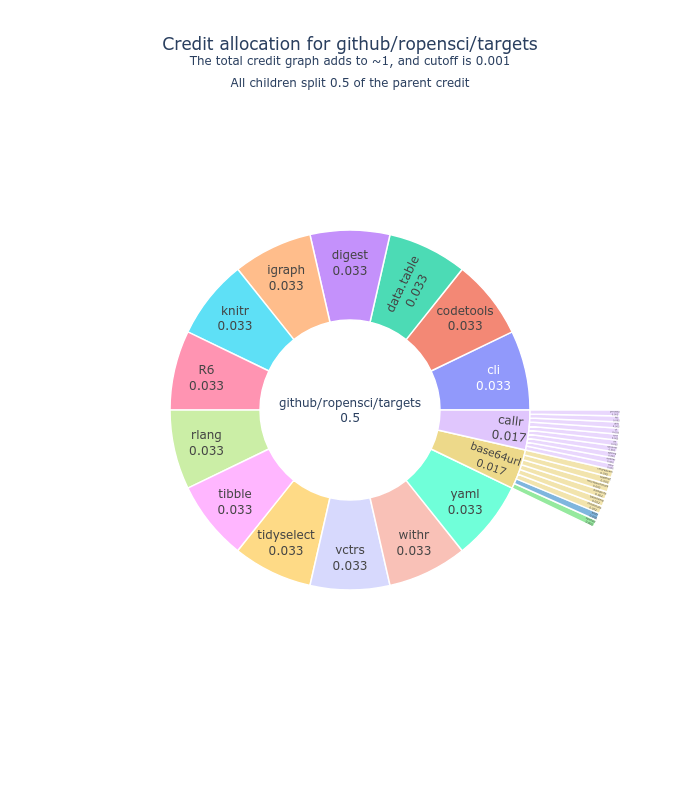 Credit allocation for github/ropensci/targets
The total credit graph adds to ~1, and cutoff is 0.001
All children split 0.5 of the parent credit
digest
0.033
igraph
0.033
data.table
0.033
knitr
0.033
codetools
0.033
R6
0.033
cli
0.033
github/ropensci/targets
0.5
callr
0.017
rlang
0.033
base64url
0.017
tibble
0.033
yaml
0.033
tidyselect
0.033
withr
0.033
vctrs
0.033